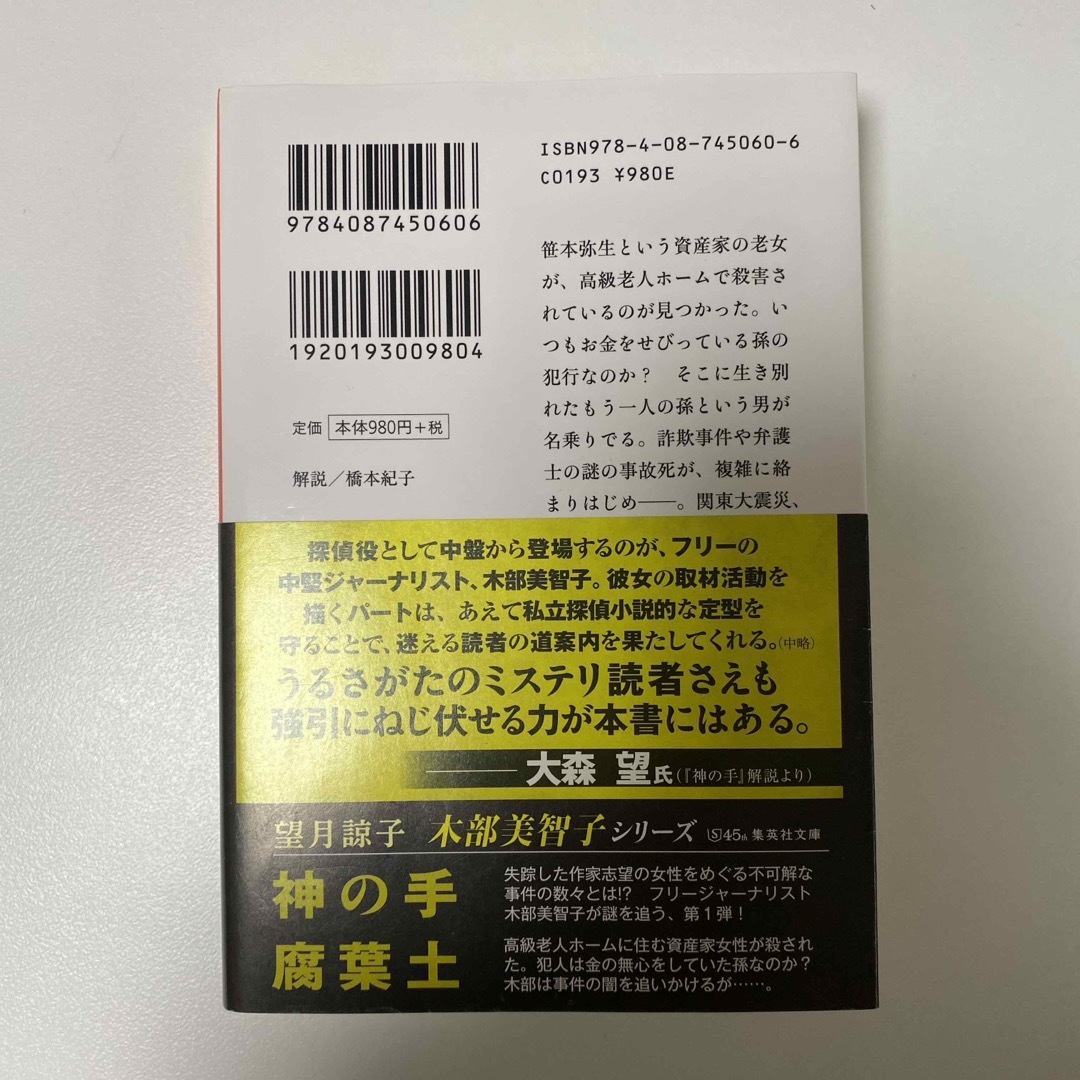 9784087450606
1920193009804
定価 本体980円+税
解説/橋本紀子
ISBN978-4-08-745060-6
C0193 ¥980E
笹本弥生という資産家の老女
が、高級老人ホームで殺害さ
れているのが見つかった。い
つもお金をせびっている孫の
犯行なのか?　そこに生き別
れたもう一人の孫という男が
名乗りでる。詐欺事件や弁護
士の謎の事故死が、複雑に絡
まりはじめ――。関東大震災、
探偵役として中盤から登場するのが、フリーの
中堅ジャーナリスト、木部美智子。彼女の取材活動を
描くパートは、あえて私立探偵小説的な定型を
守ることで、迷える読者の道案内を果たしてくれる。(中略)
うるさがたのミステリ読者さえも
強引にねじ伏せる力が本書にはある。
――大森 望氏(『神の手』解説より)
望月諒子 木部美智子シリーズ 45th 集英社文庫
神の手
失踪した作家志望の女性をめぐる不可解な
事件の数々とは!?　フリージャーナリスト
木部美智子が謎を追う、第1弾!
腐葉土
高級老人ホームに住む資産家女性が殺され
た。犯人は金の無心をしていた孫なのか?
木部は事件の闇を追いかけるが……。